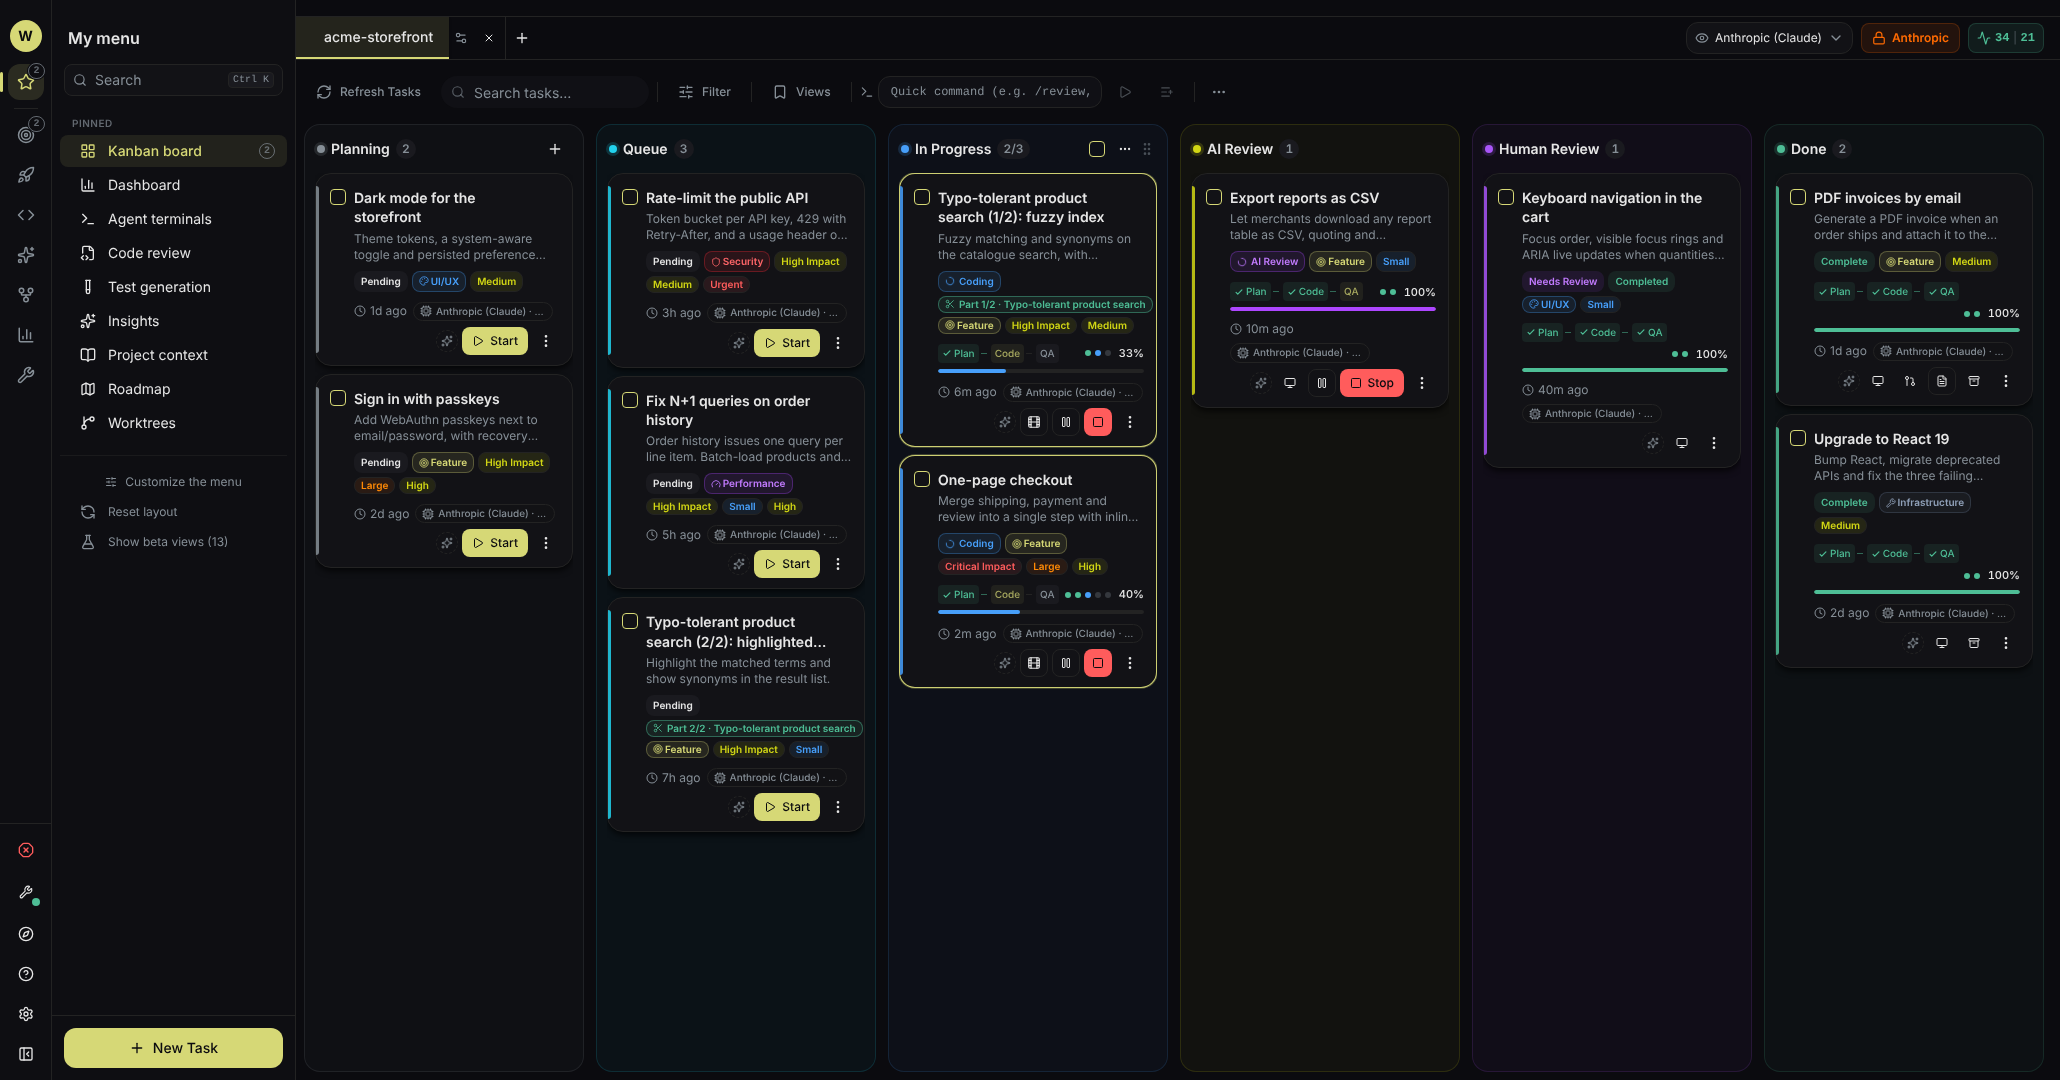 W
My menu
2
Search
Ctrl K
2
PINNED
Kanban board
2
Dashboard
Agent terminals
Code review
Test generation
Insights
Project context
Roadmap
Worktrees
Customize the menu
Reset layout
Show beta views (13)
New Task
acme-storefront
Anthropic (Claude)
Anthropic
34 | 21
Refresh Tasks
Search tasks...
Filter
Views
Quick command (e.g. /review,
Planning 2
Dark mode for the
storefront
Theme tokens, a system-aware
toggle and persisted preference...
Pending UI/UX Medium
1d ago Anthropic (Claude) · ...
Start
Sign in with passkeys
Add WebAuthn passkeys next to
email/password, with recovery...
Pending Feature High Impact
Large High
2d ago Anthropic (Claude) · ...
Start
Queue 3
Rate-limit the public API
Token bucket per API key, 429 with
Retry-After, and a usage header o...
Pending Security High Impact
Medium Urgent
3h ago Anthropic (Claude) · ...
Start
Fix N+1 queries on order
history
Order history issues one query per
line item. Batch-load products and...
Pending Performance
High Impact Small High
5h ago Anthropic (Claude) · ...
Start
Typo-tolerant product
search (2/2): highlighted...
Highlight the matched terms and
show synonyms in the result list.
Pending
Part 2/2 · Typo-tolerant product search
Feature High Impact Small
7h ago Anthropic (Claude) · ...
Start
In Progress 2/3
Typo-tolerant product
search (1/2): fuzzy index
Fuzzy matching and synonyms on
the catalogue search, with...
Coding
Part 1/2 · Typo-tolerant product search
Feature High Impact Medium
Plan – Code – QA 33%
6m ago Anthropic (Claude) · ...
One-page checkout
Merge shipping, payment and
review into a single step with inlin...
Coding Feature
Critical Impact Large High
Plan – Code – QA 40%
2m ago Anthropic (Claude) · ...
AI Review 1
Export reports as CSV
Let merchants download any report
table as CSV, quoting and...
AI Review Feature Small
Plan – Code – QA 100%
10m ago
Anthropic (Claude) · ...
Stop
Human Review 1
Keyboard navigation in the
cart
Focus order, visible focus rings and
ARIA live updates when quantities...
Needs Review Completed
UI/UX Small
Plan – Code – QA
100%
40m ago
Anthropic (Claude) · ...
Done 2
PDF invoices by email
Generate a PDF invoice when an
order ships and attach it to the...
Complete Feature Medium
Plan – Code – QA
100%
1d ago Anthropic (Claude) · ...
Upgrade to React 19
Bump React, migrate deprecated
APIs and fix the three failing...
Complete Infrastructure
Medium
Plan – Code – QA
100%
2d ago Anthropic (Claude) · ...